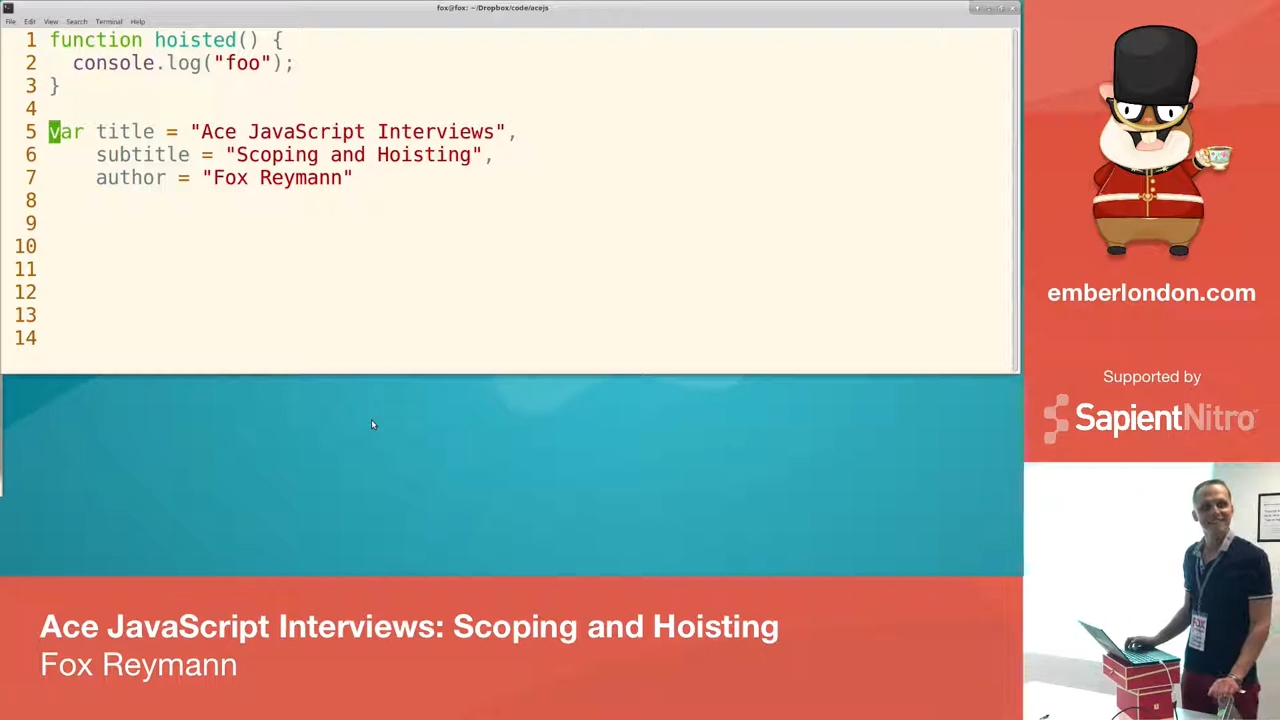 fox@fox: ~/Dropbox/code/acejs
File Edit View Search Terminal Help
1 function hoisted() {
2 console.log("foo");
3 }
4
5 var title = "Ace JavaScript Interviews",
6 subtitle = "Scoping and Hoisting",
7 author = "Fox Reymann"
8
9
10
11
12
13
14
emberlondon.com
Supported by
SapientNitro
Ace JavaScript Interviews: Scoping and Hoisting
Fox Reymann
FOX